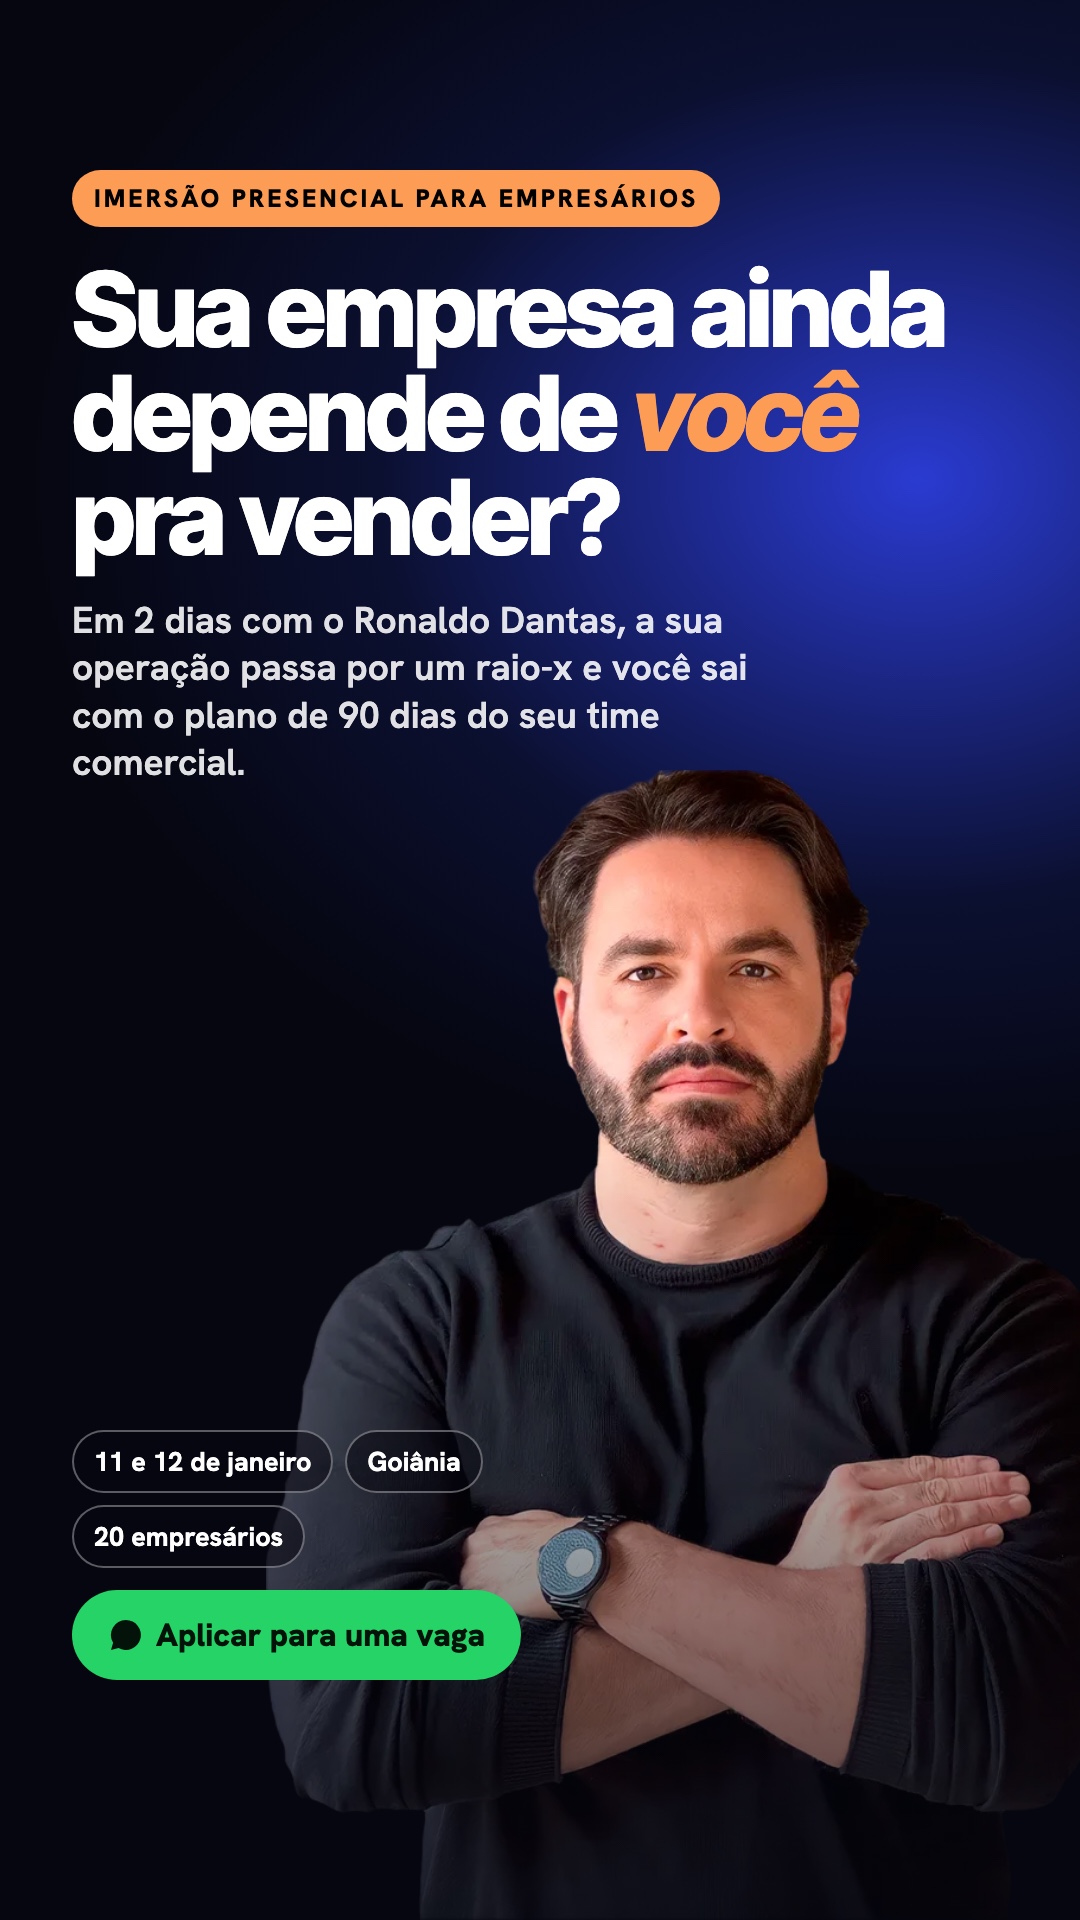 IMERSÃO PRESENCIAL PARA EMPRESÁRIOS
Sua empresa ainda
depende de você
pra vender?
Em 2 dias com o Ronaldo Dantas, a sua
operação passa por um raio-x e você sai
com o plano de 90 dias do seu time
comercial.
11 e 12 de janeiro
Goiânia
20 empresários
Aplicar para uma vaga